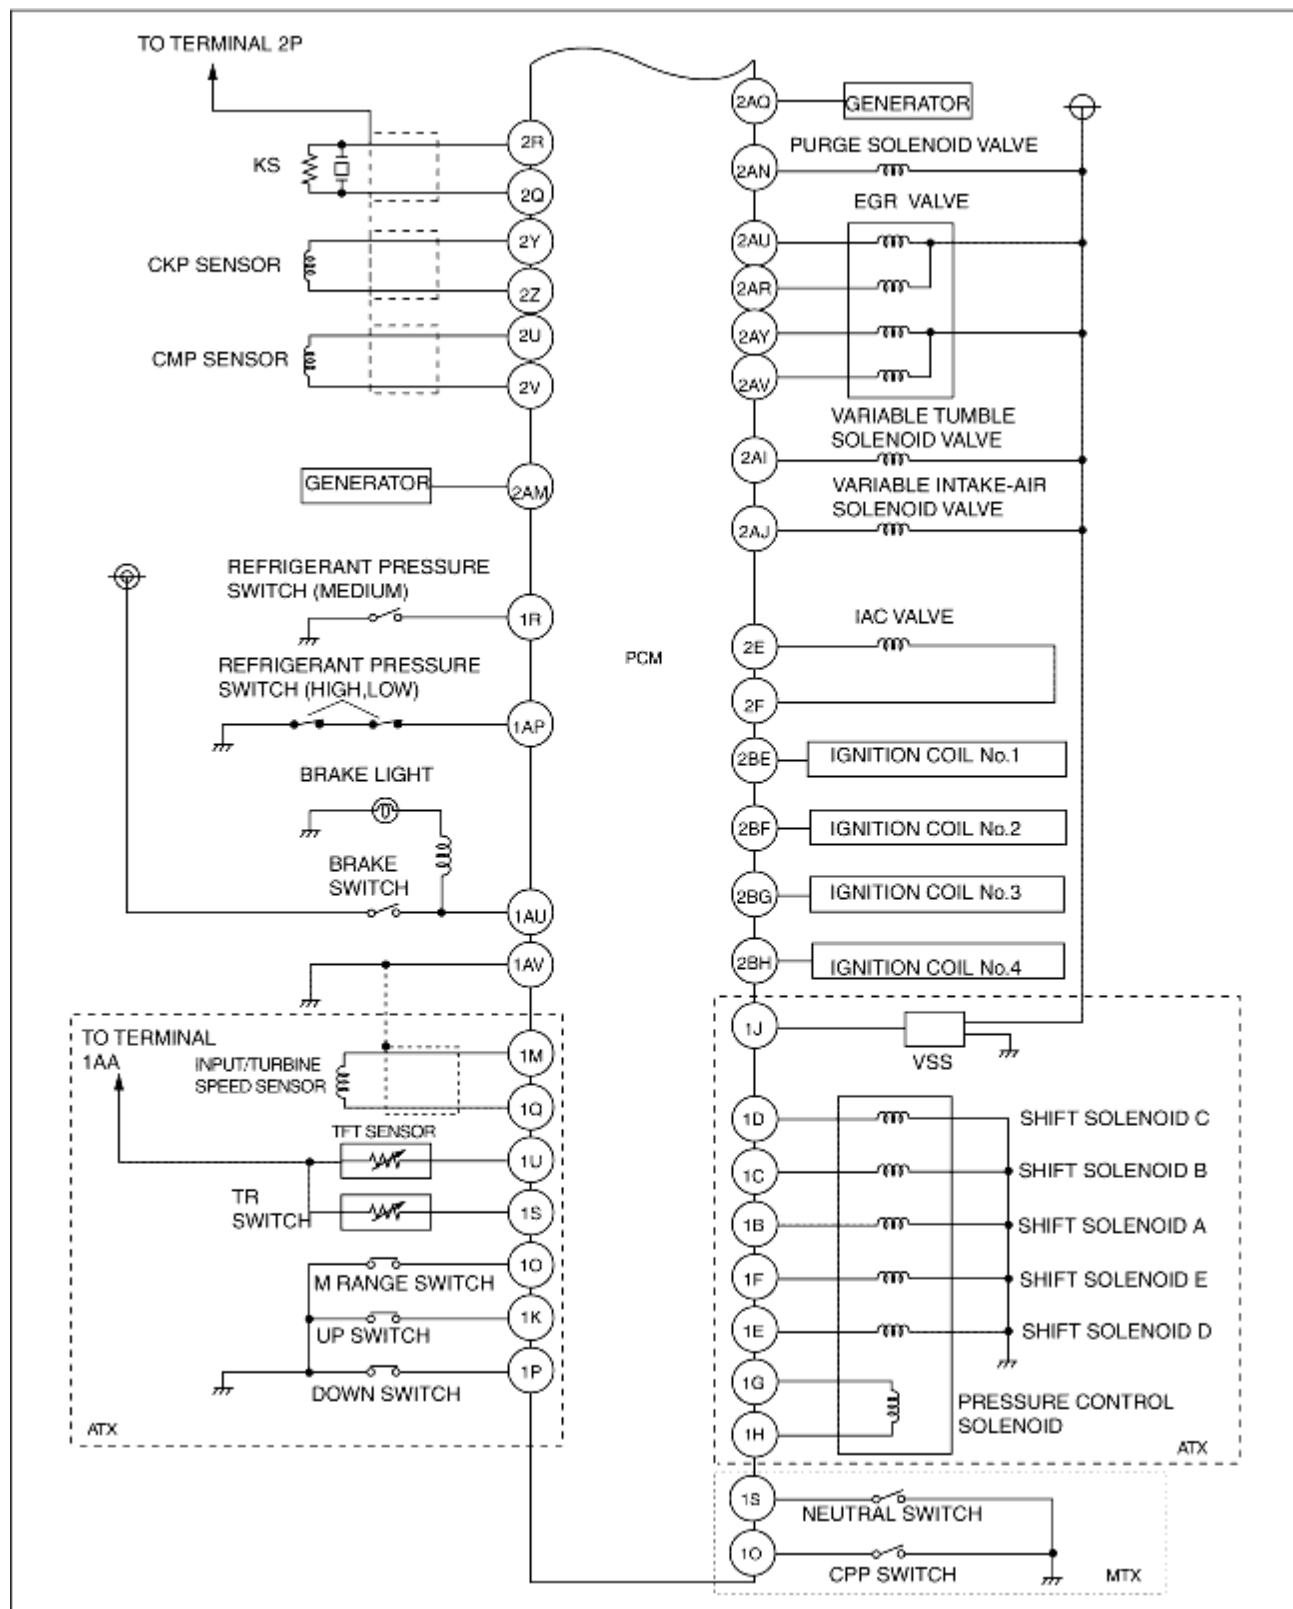 TO TERMINAL 2P
KS
2R
2Q
CKP SENSOR
2Y
2Z
CMP SENSOR
2U
2V
GENERATOR
2AM
REFRIGERANT PRESSURE
SWITCH (MEDIUM)
1R
REFRIGERANT PRESSURE
SWITCH (HIGH,LOW)
1AP
BRAKE LIGHT
BRAKE
SWITCH
1AU
1AV
TO TERMINAL
1AA
INPUT/TURBINE
SPEED SENSOR
1M
1Q
TFT SENSOR
1U
TR
SWITCH
1S
M RANGE SWITCH
1O
UP SWITCH
1K
DOWN SWITCH
1P
ATX
PCM
2AQ
GENERATOR
PURGE SOLENOID VALVE
2AN
EGR VALVE
2AU
2AR
2AY
2AV
VARIABLE TUMBLE
SOLENOID VALVE
2AI
VARIABLE INTAKE-AIR
SOLENOID VALVE
2AJ
IAC VALVE
2E
2F
2BE
IGNITION COIL No.1
2BF
IGNITION COIL No.2
2BG
IGNITION COIL No.3
2BH
IGNITION COIL No.4
1J
VSS
1D
SHIFT SOLENOID C
1C
SHIFT SOLENOID B
1B
SHIFT SOLENOID A
1F
SHIFT SOLENOID E
1E
SHIFT SOLENOID D
1G
PRESSURE CONTROL
SOLENOID
1H
ATX
1S
NEUTRAL SWITCH
1O
CPP SWITCH
MTX